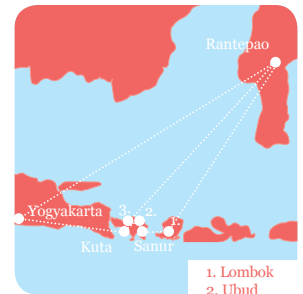 Rantepao
Yogyakarta 3. 2.
1.
Kuta Sanur
1. Lombok
2. Ubud